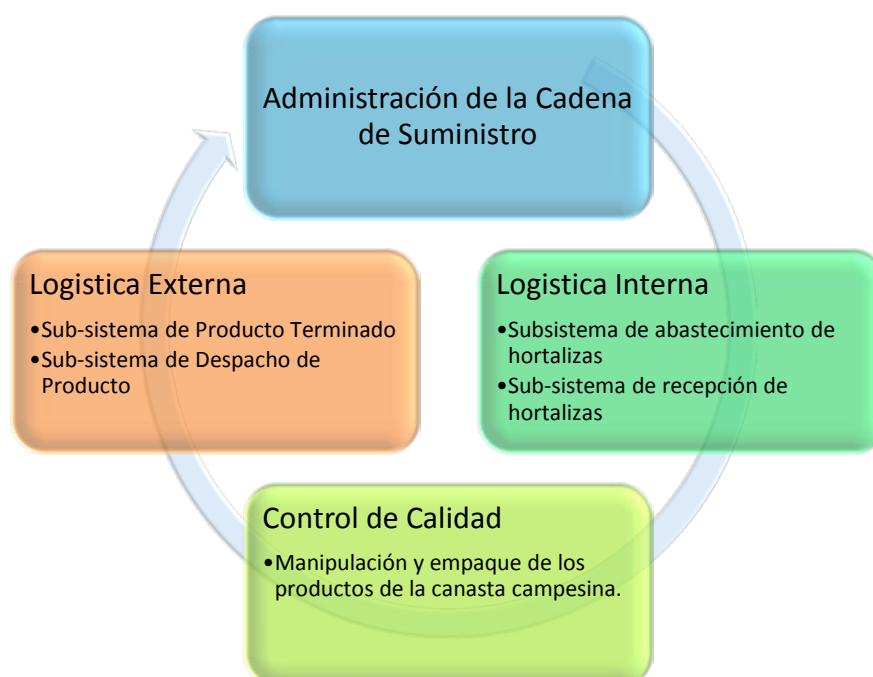 Administración de la Cadena
de Suministro
Logistica Externa
•Sub-sistema de Producto Terminado
•Sub-sistema de Despacho de
Producto
Logistica Interna
•Subsistema de abastecimiento de
hortalizas
•Sub-sistema de recepción de
hortalizas
Control de Calidad
•Manipulación y empaque de los
productos de la canasta campesina.